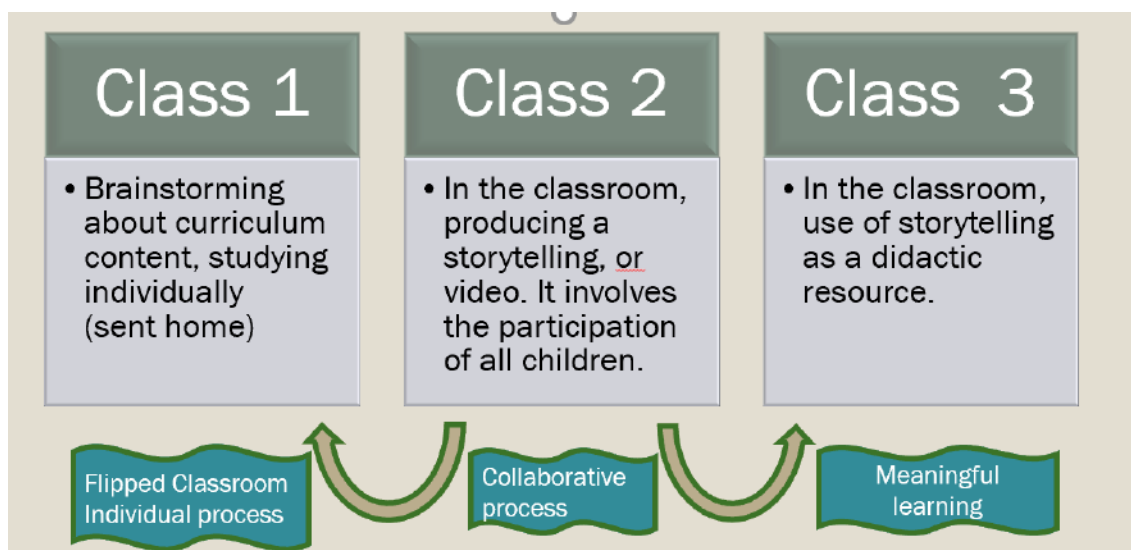 Class 1
• Brainstorming
about curriculum
content, studying
individually
(sent home)
Class 2
• In the classroom,
producing a
storytelling, or
video. It involves
the participation
of all children.
Class 3
• In the classroom,
use of storytelling
as a didactic
resource.
Flipped Classroom
Individual process
Collaborative
process
Meaningful
learning